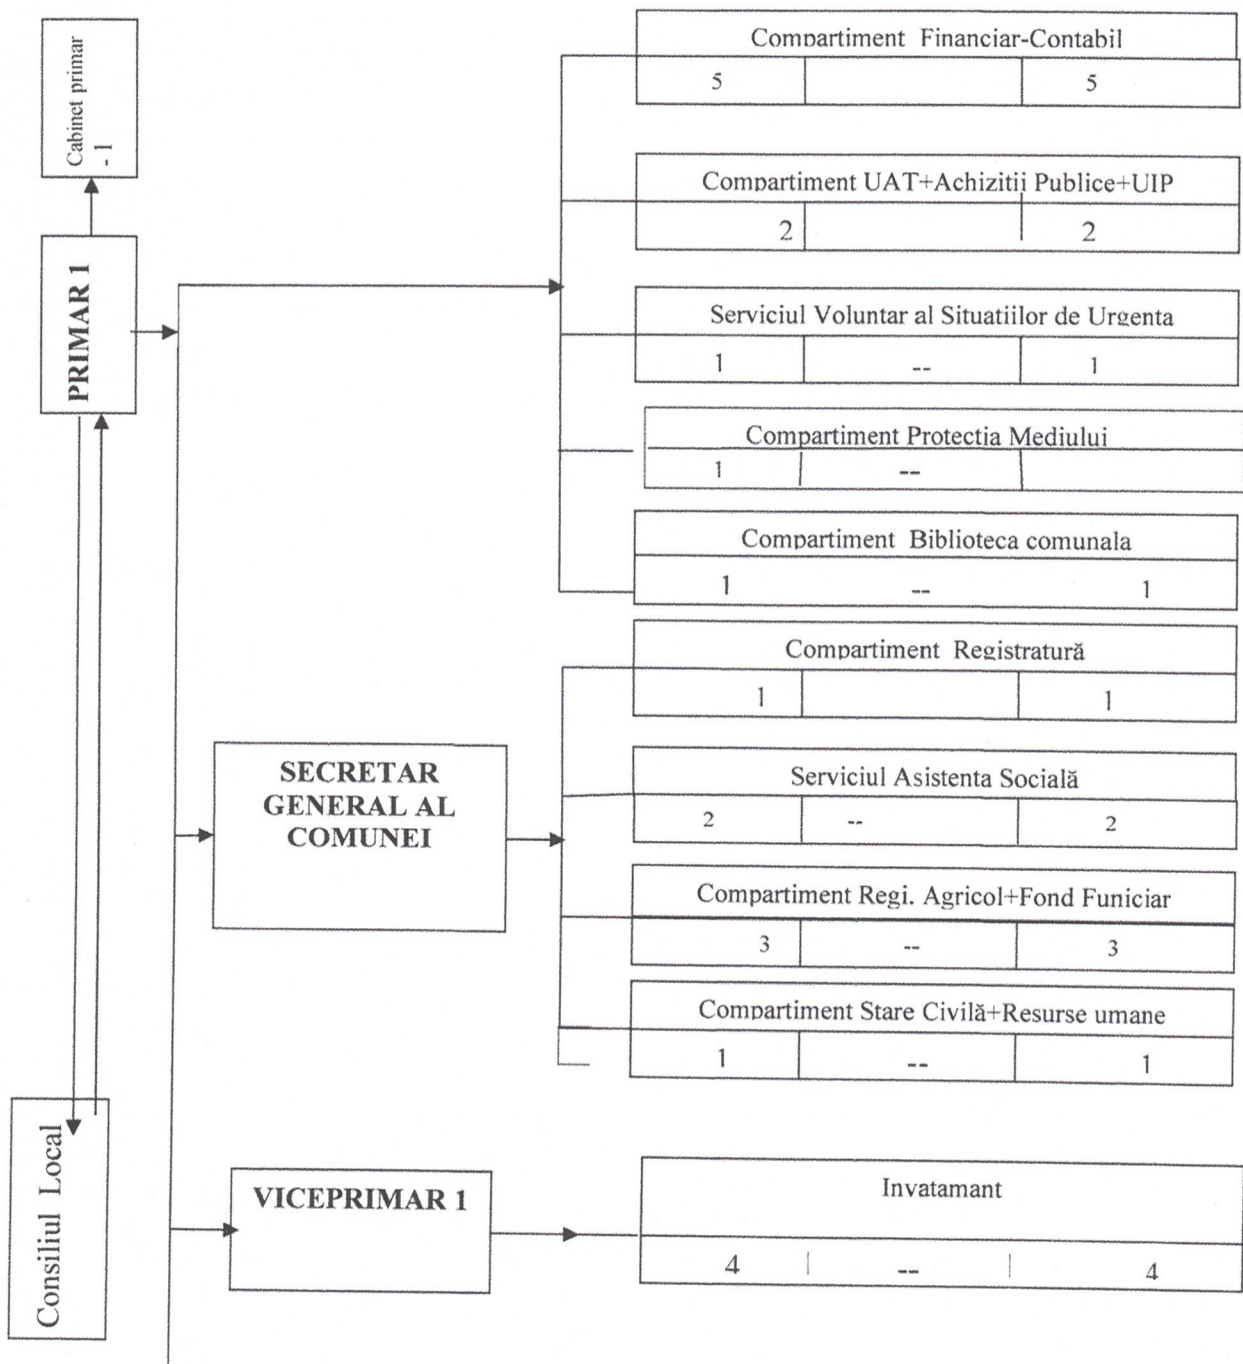 Cabinet primar
- 1
PRIMAR 1
Consiliul Local
Compartiment Financiar-Contabil
5 5
Compartiment UAT+Achizitii Publice+UIP
2 2
Serviciul Voluntar al Situatiilor de Urgenta
1 -- 1
Compartiment Protectia Mediului
1 --
Compartiment Biblioteca comunala
1 -- 1
SECRETAR
GENERAL AL
COMUNEI
Compartiment Registratură
1 1
Serviciul Asistenta Socială
2 -- 2
Compartiment Regi. Agricol+Fond Funiciar
3 -- 3
Compartiment Stare Civilă+Resurse umane
1 -- 1
VICEPRIMAR 1
Invatamant
4 -- 4